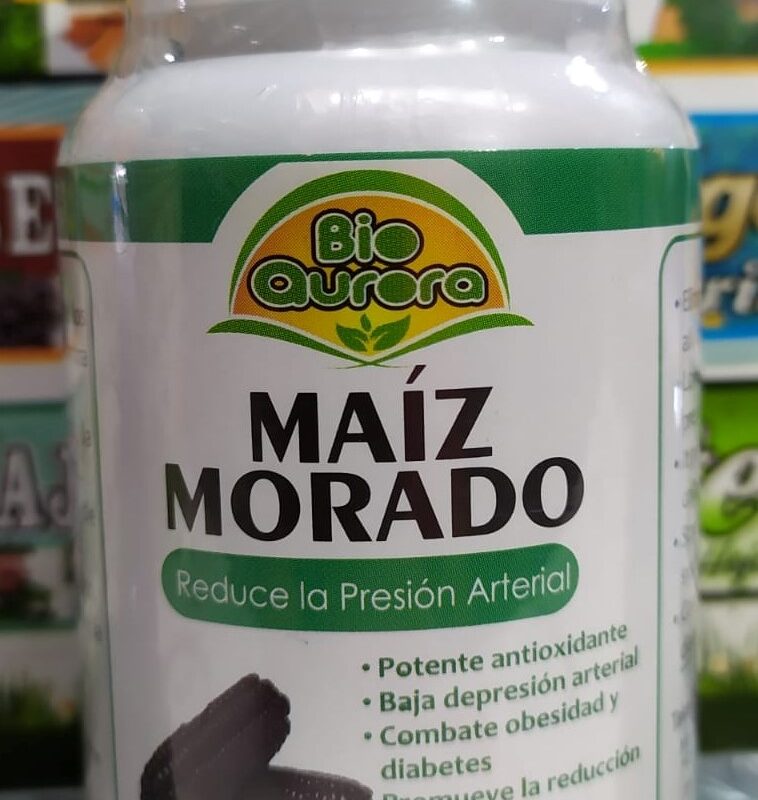 Bio
Aurora
MAÍZ
MORADO
Reduce la Presión Arterial
• Potente antioxidante
• Baja depresión arterial
• Combate obesidad y
diabetes
Promueve la reducción